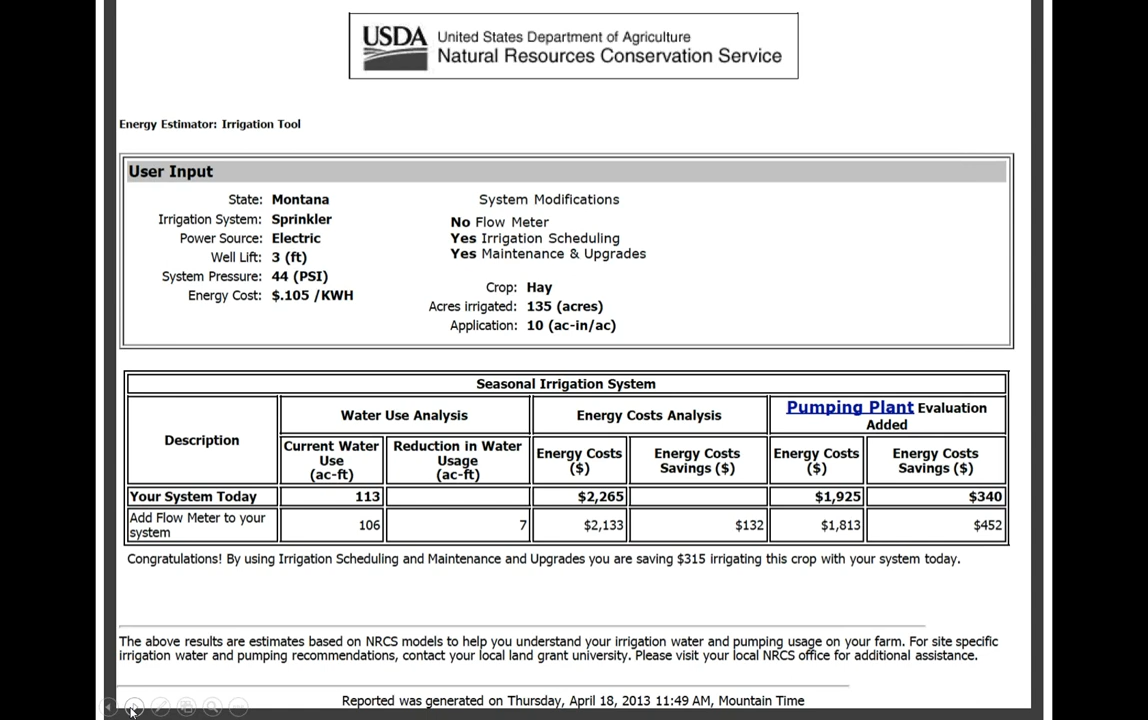 USDA United States Department of Agriculture
Natural Resources Conservation Service
Energy Estimator: Irrigation Tool
User Input
State: Montana
Irrigation System: Sprinkler
Power Source: Electric
Well Lift: 3 (ft)
System Pressure: 44 (PSI)
Energy Cost: $.105 /KWH
System Modifications
No Flow Meter
Yes Irrigation Scheduling
Yes Maintenance & Upgrades
Crop: Hay
Acres irrigated: 135 (acres)
Application: 10 (ac-in/ac)
Seasonal Irrigation System
Description
Water Use Analysis
Energy Costs Analysis
Pumping Plant Evaluation
Added
Current Water
Use
(ac-ft)
Reduction in Water
Usage
(ac-ft)
Energy Costs
($)
Energy Costs
Savings ($)
Energy Costs
($)
Energy Costs
Savings ($)
Your System Today 113 $2,265 $1,925 $340
Add Flow Meter to your
system
106 7 $2,133 $132 $1,813 $452
Congratulations! By using Irrigation Scheduling and Maintenance and Upgrades you are saving $315 irrigating this crop with your system today.
The above results are estimates based on NRCS models to help you understand your irrigation water and pumping usage on your farm. For site specific
irrigation water and pumping recommendations, contact your local land grant university. Please visit your local NRCS office for additional assistance.
Reported was generated on Thursday, April 18, 2013 11:49 AM, Mountain Time